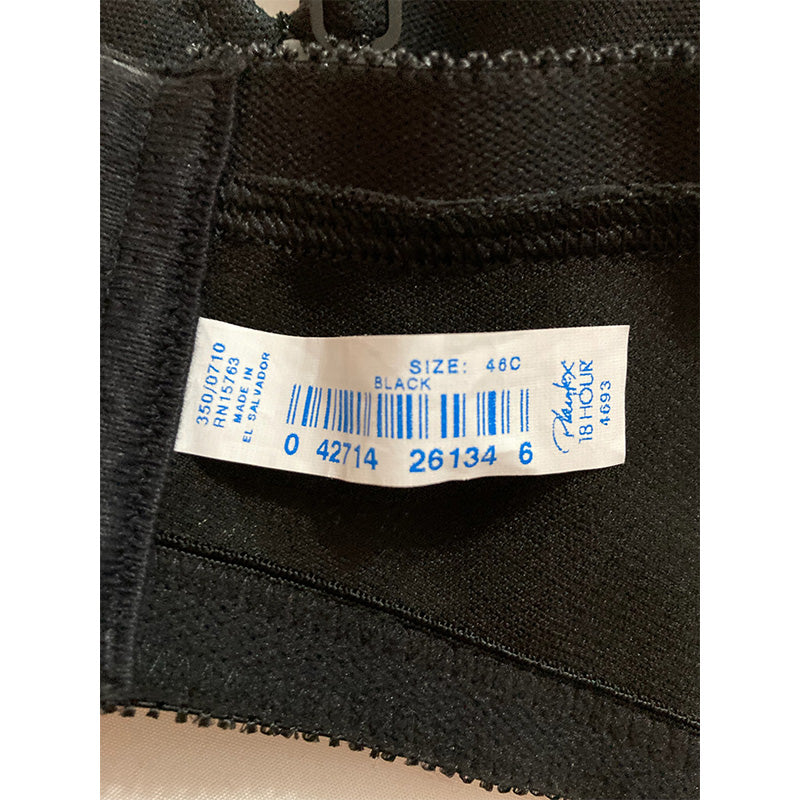 SIZE: 46C
BLACK
0 42714 26134 6
350/0710
RN15763
MADE IN
EL SALVADOR
Playtex
18 HOUR
4693